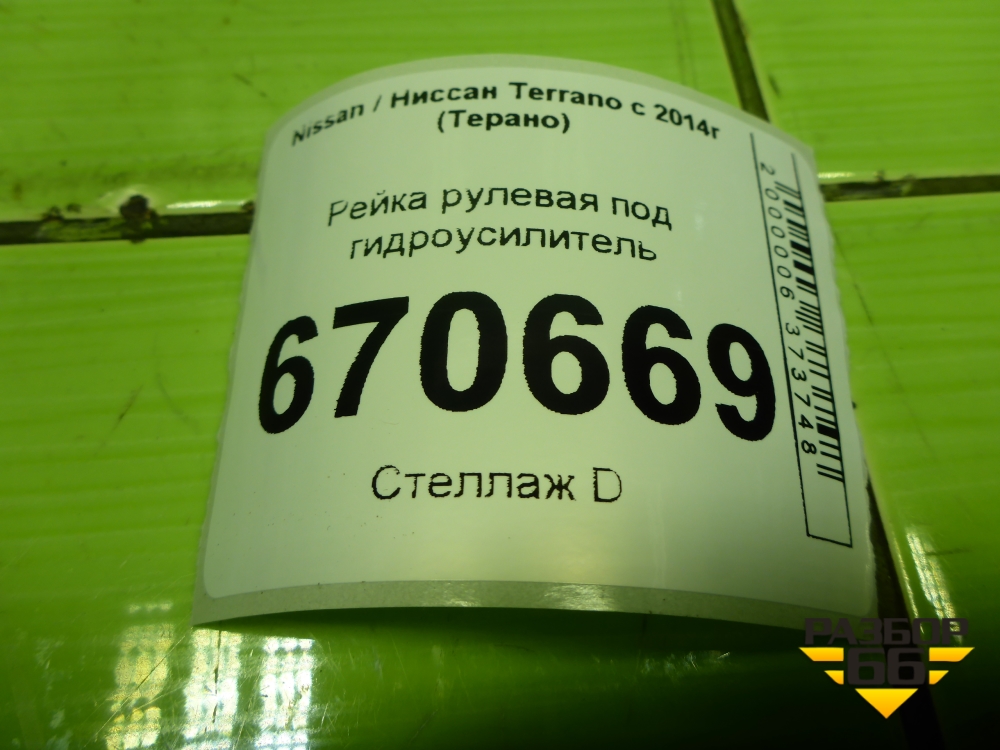 Nissan / Ниссан Terrano с 2014г
(Терано)
Рейка рулевая под
гидроусилитель
670669
Стеллаж D
2000006373748
РАЗБОР
66